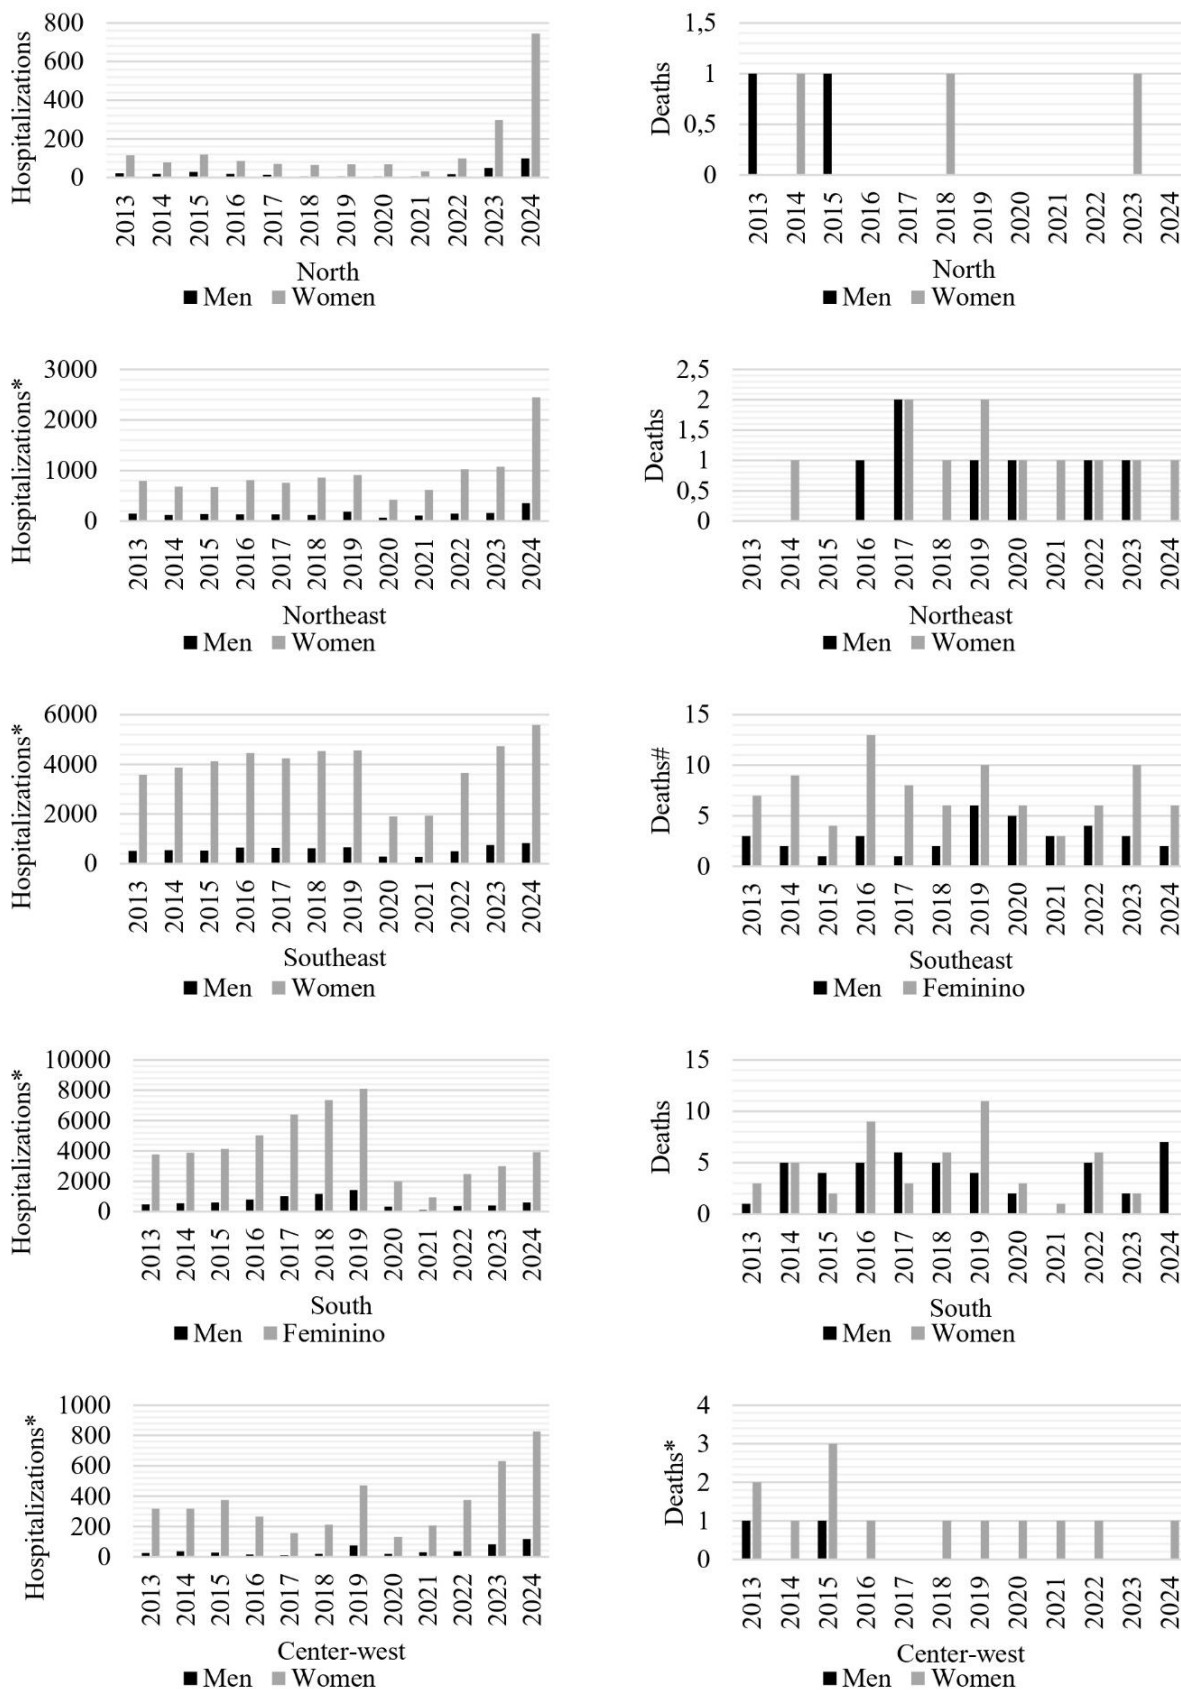 Hospitalizations
800
600
400
200
0
2013 2014 2015 2016 2017 2018 2019 2020 2021 2022 2023 2024
North
Men Women
Deaths
1,5
1
0,5
0
2013 2014 2015 2016 2017 2018 2019 2020 2021 2022 2023 2024
North
Men Women
Hospitalizations*
3000
2000
1000
0
2013 2014 2015 2016 2017 2018 2019 2020 2021 2022 2023 2024
Northeast
Men Women
Deaths
2,5
2
1,5
1
0,5
0
2013 2014 2015 2016 2017 2018 2019 2020 2021 2022 2023 2024
Northeast
Men Women
Hospitalizations*
6000
4000
2000
0
2013 2014 2015 2016 2017 2018 2019 2020 2021 2022 2023 2024
Southeast
Men Women
Deaths#
15
10
5
0
2013 2014 2015 2016 2017 2018 2019 2020 2021 2022 2023 2024
Southeast
Men Feminino
Hospitalizations*
10000
8000
6000
4000
2000
0
2013 2014 2015 2016 2017 2018 2019 2020 2021 2022 2023 2024
South
Men Feminino
Deaths
15
10
5
0
2013 2014 2015 2016 2017 2018 2019 2020 2021 2022 2023 2024
South
Men Women
Hospitalizations*
1000
800
600
400
200
0
2013 2014 2015 2016 2017 2018 2019 2020 2021 2022 2023 2024
Center-west
Men Women
Deaths*
4
3
2
1
0
2013 2014 2015 2016 2017 2018 2019 2020 2021 2022 2023 2024
Center-west
Men Women